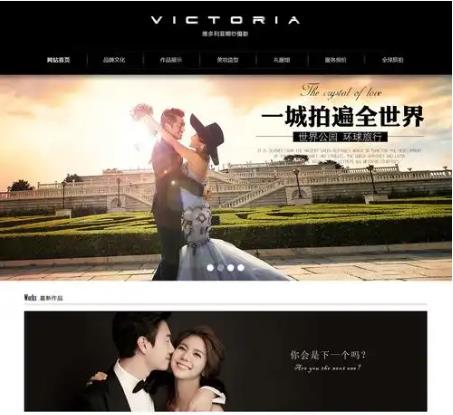 VICTORIA
维多利亚婚纱摄影
网站首页
品牌文化
作品展示
美妆造型
礼服馆
服务报价
全球旅拍
The crystal of love
一城拍遍全世界
世界公园 环球旅行
Works 最新作品
你会是下一个吗?
Are you the next one?